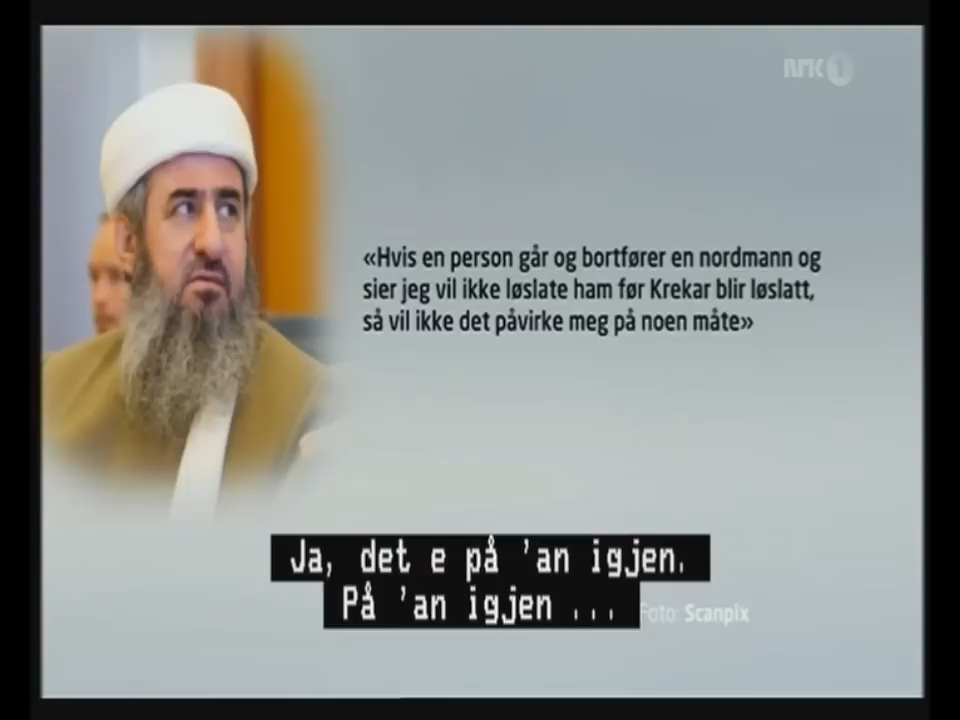 NRK 1
«Hvis en person går og bortfører en nordmann og
sier jeg vil ikke løslate ham før Krekar blir løslatt,
så vil ikke det påvirke meg på noen måte»
Ja, det e på 'an igjen.
På 'an igjen ...
Foto: Scanpix